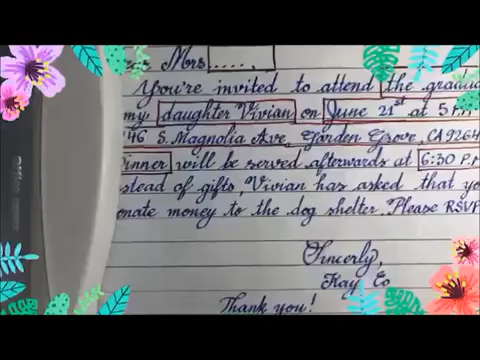 Mrs.....,
You're invited to attend the gradua
my daughter Vivian on June 21st at 5 P.M
46 S. Magnolia Ave, Garden Grove, CA 9264
Dinner will be served afterwards at 6:30 P.M
stead of gifts, Vivian has asked that yo
onate money to the dog shelter. Please RSVP
Sincerly,
Kay Co
Thank you!